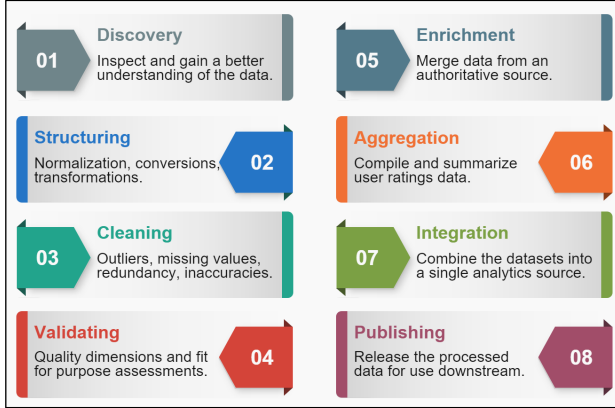 01
Discovery
Inspect and gain a better
understanding of the data.
Structuring
Normalization, conversions,
transformations.
02
03
Cleaning
Outliers, missing values,
redundancy, inaccuracies.
Validating
Quality dimensions and fit
for purpose assessments.
04
05
Enrichment
Merge data from an
authoritative source.
Aggregation
Compile and summarize
user ratings data.
06
07
Integration
Combine the datasets into
a single analytics source.
Publishing
Release the processed
data for use downstream.
08